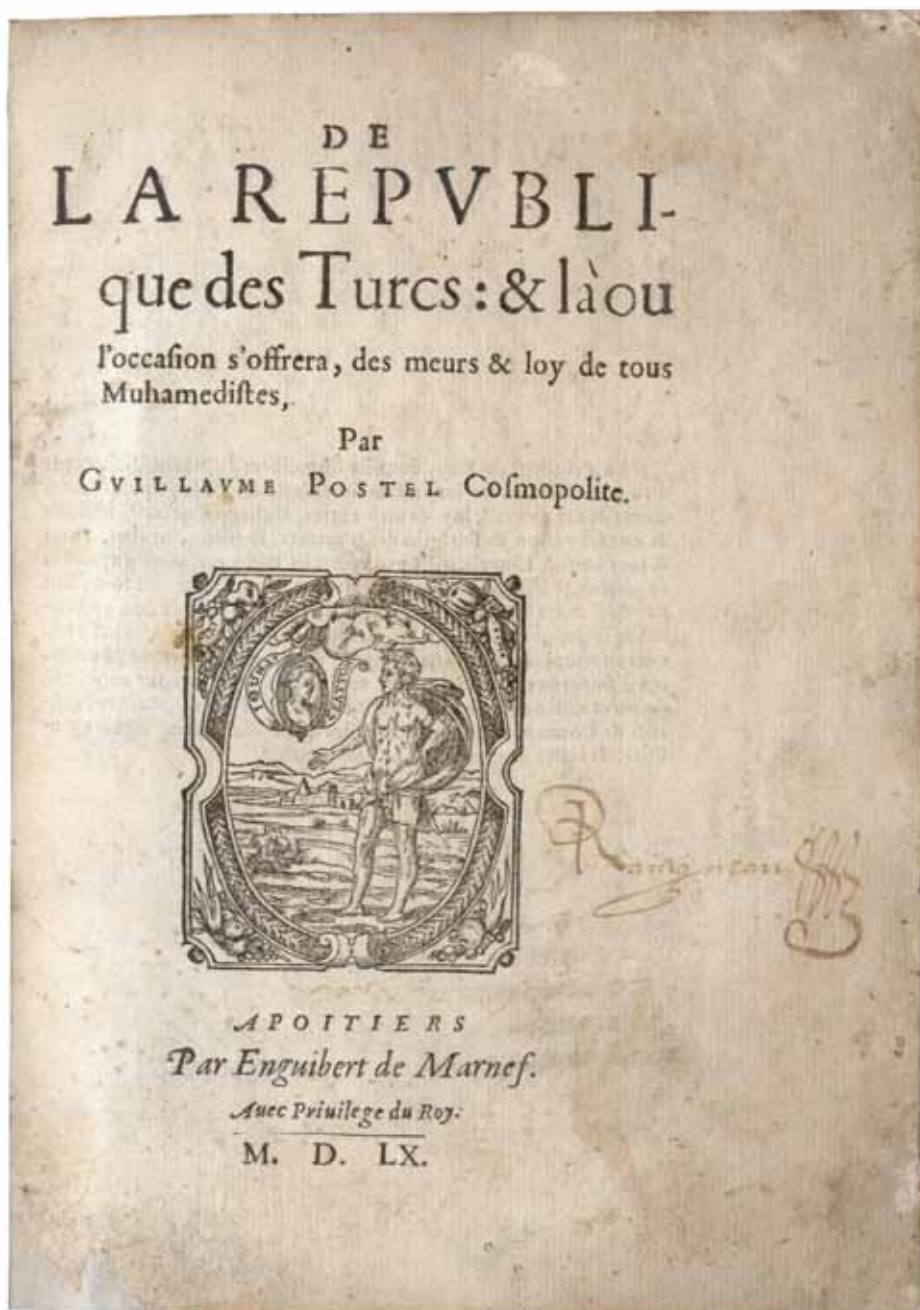 DE
LA REPVBLI-
que des Turcs : & là ou
l'occaſion s'offrera, des meurs & loy de tous
Muhamediſtes,
Par
GVILLAVME POSTEL Coſmopolite.
A POITIERS
Par Enguibert de Marnef.
Auec Priuilege du Roy.
M. D. LX.